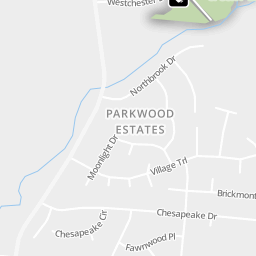 Westchester
Northbrook Dr
PARKWOOD
ESTATES
Moonlight Dr
Village Trl
Brickmont
Chesapeake Dr
Chesapeake Cir
Fawnwood Pl